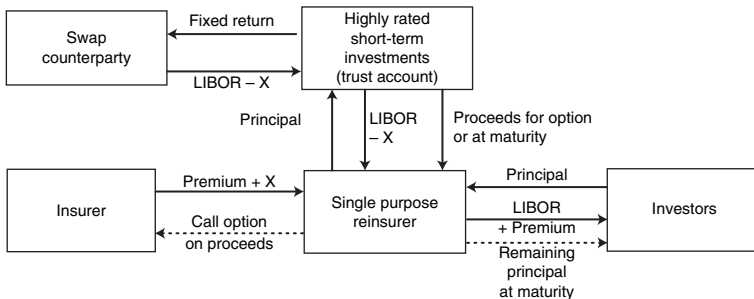 Fixed return
Swap
counterparty
LIBOR – X
Highly rated
short-term
investments
(trust account)
Principal
LIBOR
– X
Proceeds for option
or at maturity
Insurer
Premium + X
Call option
on proceeds
Single purpose
reinsurer
Principal
LIBOR
+ Premium
Remaining
principal
at maturity
Investors